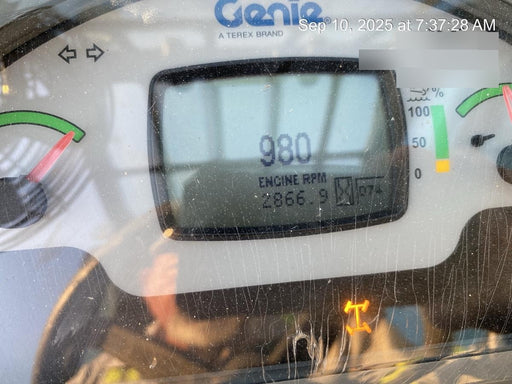 Genie
A TEREX BRAND
Sep 10, 2025 at 7:37:28 AM
%
100
50
0
980
ENGINE RPM
2866.9